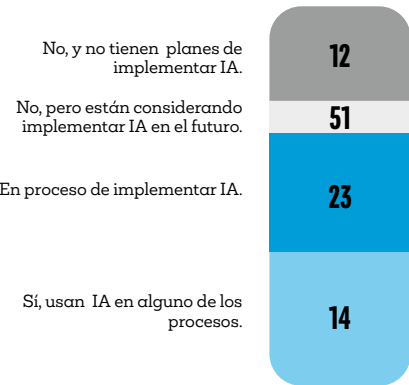 No, y no tienen planes de
implementar IA.
12
No, pero están considerando
implementar IA en el futuro.
51
En proceso de implementar IA.
23
Sí, usan IA en alguno de los
procesos.
14